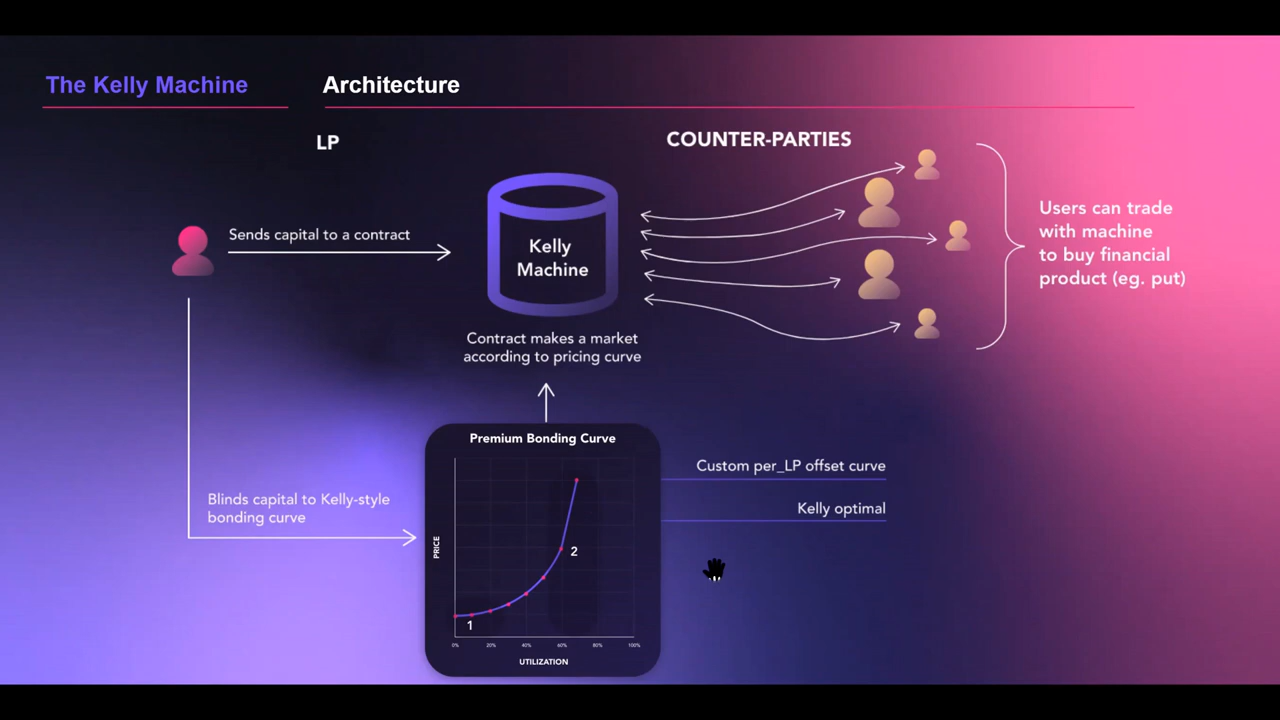 The Kelly Machine
Architecture
LP
COUNTER-PARTIES
Sends capital to a contract
Kelly
Machine
Users can trade
with machine
to buy financial
product (eg. put)
Contract makes a market
according to pricing curve
Premium Bonding Curve
Custom per_LP offset curve
Kelly optimal
Blinds capital to Kelly-style
bonding curve
PRICE
2
1
0% 20% 40% 60% 80% 100%
UTILIZATION